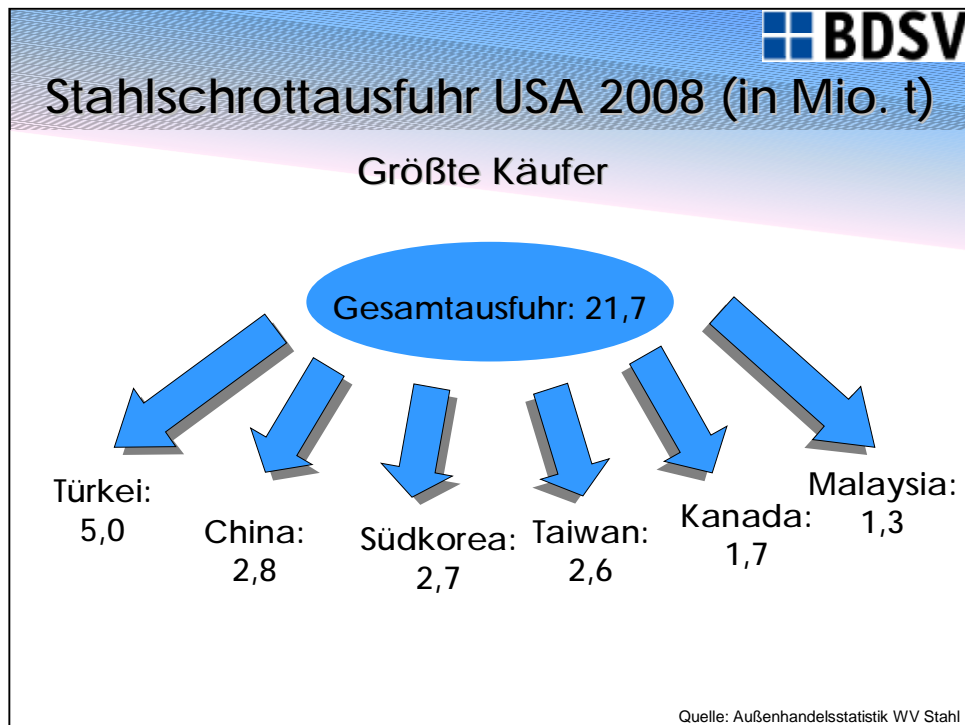 BDSV
Stahlschrottausfuhr USA 2008 (in Mio. t)
Größte Käufer
Gesamtausfuhr: 21,7
Türkei:
5,0
China:
2,8
Südkorea:
2,7
Taiwan:
2,6
Kanada:
1,7
Malaysia:
1,3
Quelle: Außenhandelsstatistik WV Stahl